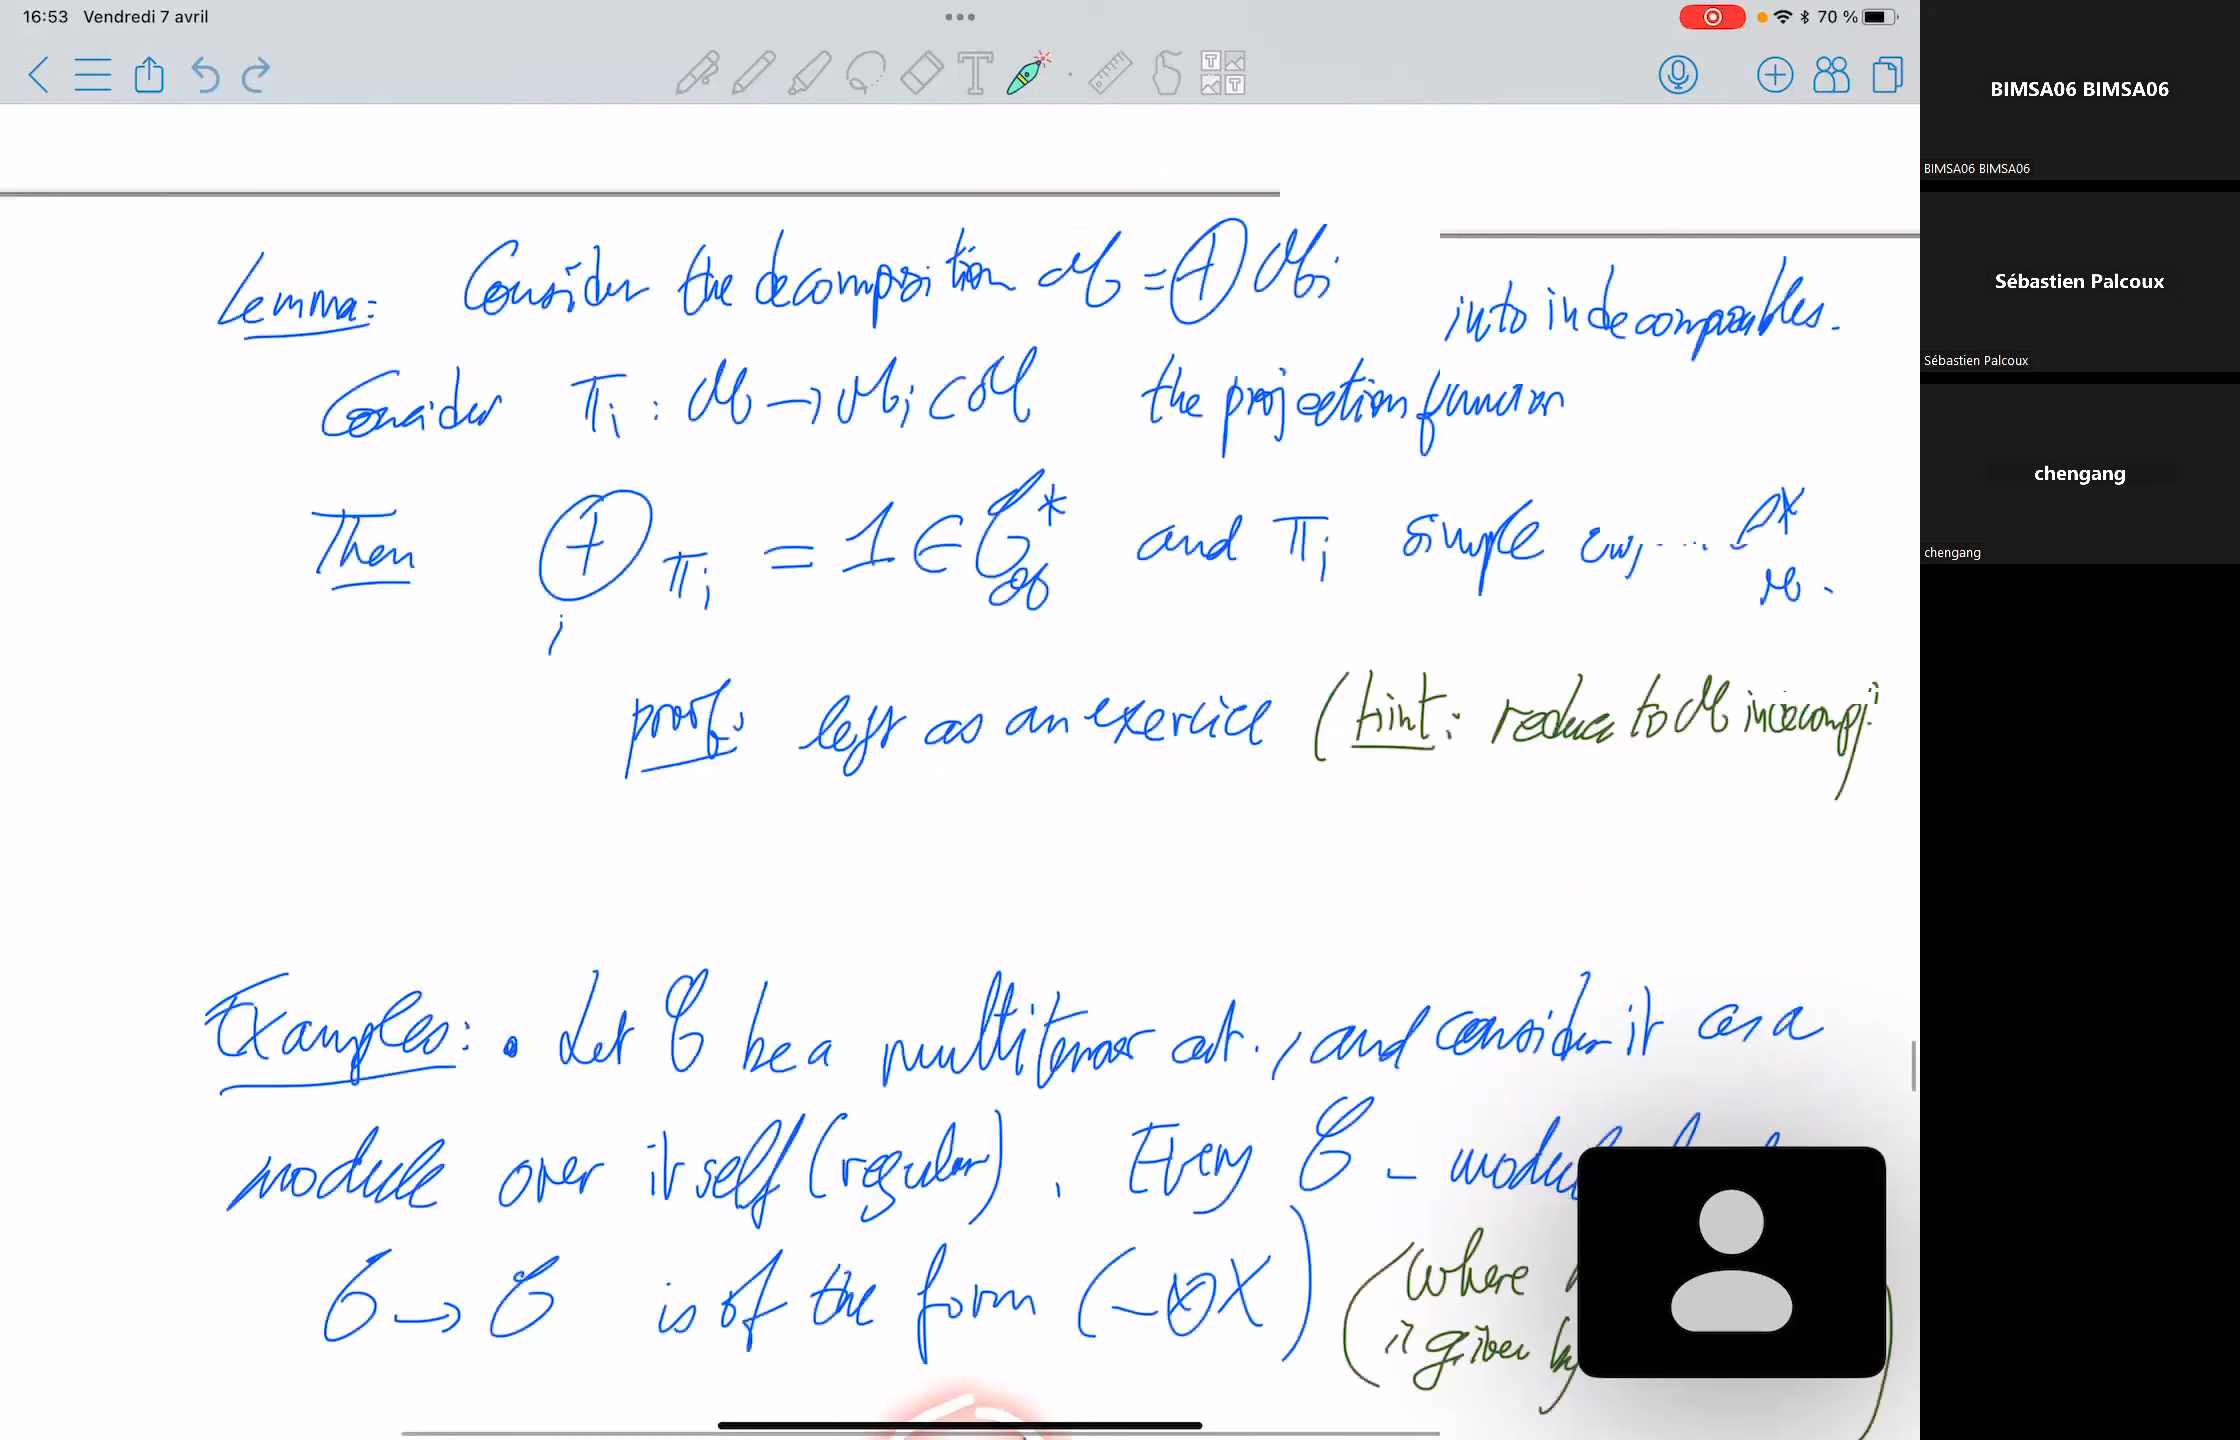 16:53 Vendredi 7 avril
70 %
Lemma: Consider the decomposition M = ⊕ Mi into indecomposables.
Consider πi : M → Mi ⊂ M the projection functor
Then ⊕i πi = 1 ∈ C*M and πi simple C*M.
proof: left as an exercice (hint: reduce to M indecomp.
Examples: • Let C be a multitensor cat., and consider it as a
module over itself (regular). Every C-
C → C is of the form (-⊗X) (where
is given by
BIMSA06 BIMSA06
BIMSA06 BIMSA06
Sébastien Palcoux
Sébastien Palcoux
chengang
chengang